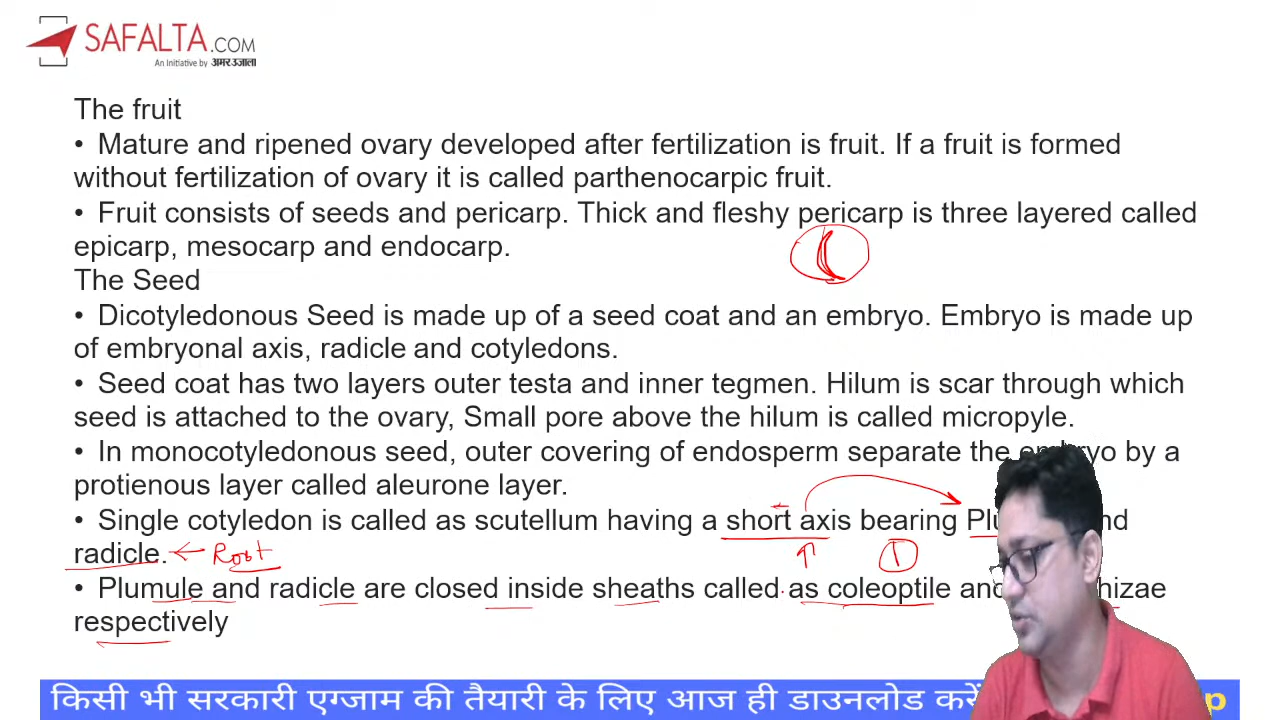 SAFALTA.COM
An Initiative by अमर उजाला
The fruit
• Mature and ripened ovary developed after fertilization is fruit. If a fruit is formed
without fertilization of ovary it is called parthenocarpic fruit.
• Fruit consists of seeds and pericarp. Thick and fleshy pericarp is three layered called
epicarp, mesocarp and endocarp.
The Seed
• Dicotyledonous Seed is made up of a seed coat and an embryo. Embryo is made up
of embryonal axis, radicle and cotyledons.
• Seed coat has two layers outer testa and inner tegmen. Hilum is scar through which
seed is attached to the ovary, Small pore above the hilum is called micropyle.
• In monocotyledonous seed, outer covering of endosperm separate the embryo by a
protienous layer called aleurone layer.
• Single cotyledon is called as scutellum having a short axis bearing
radicle. ← Root
• Plumule and radicle are closed inside sheaths called as coleoptile
respectively
किसी भी सरकारी एग्जाम की तैयारी के लिए आज ही डाउनलोड करें